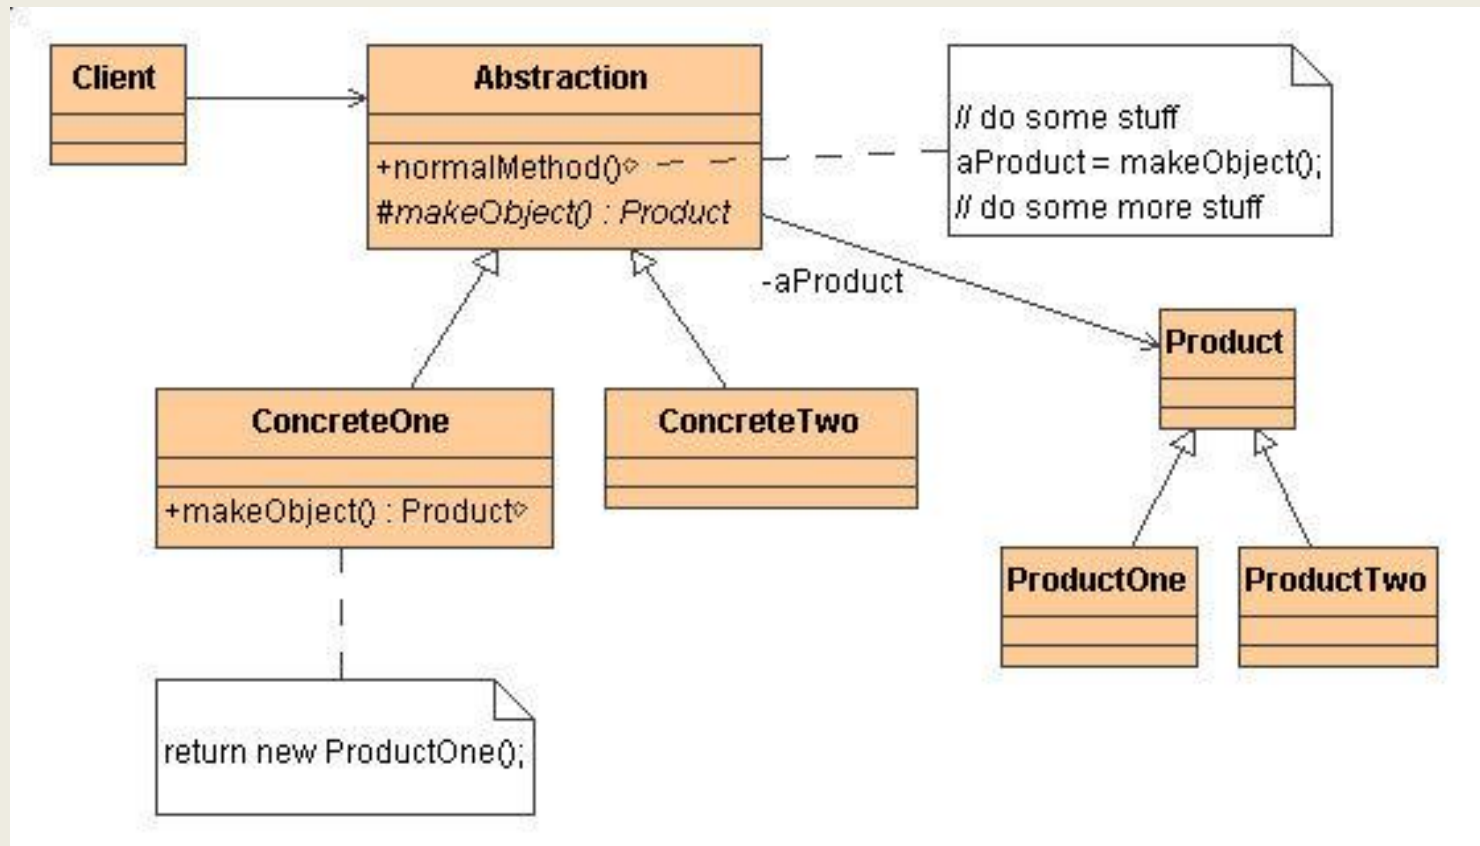 Client
Abstraction
+normalMethod()
#makeObject() : Product
// do some stuff
aProduct = makeObject();
// do some more stuff
-aProduct
Product
ConcreteOne
+makeObject() : Product
ConcreteTwo
ProductOne
ProductTwo
return new ProductOne();